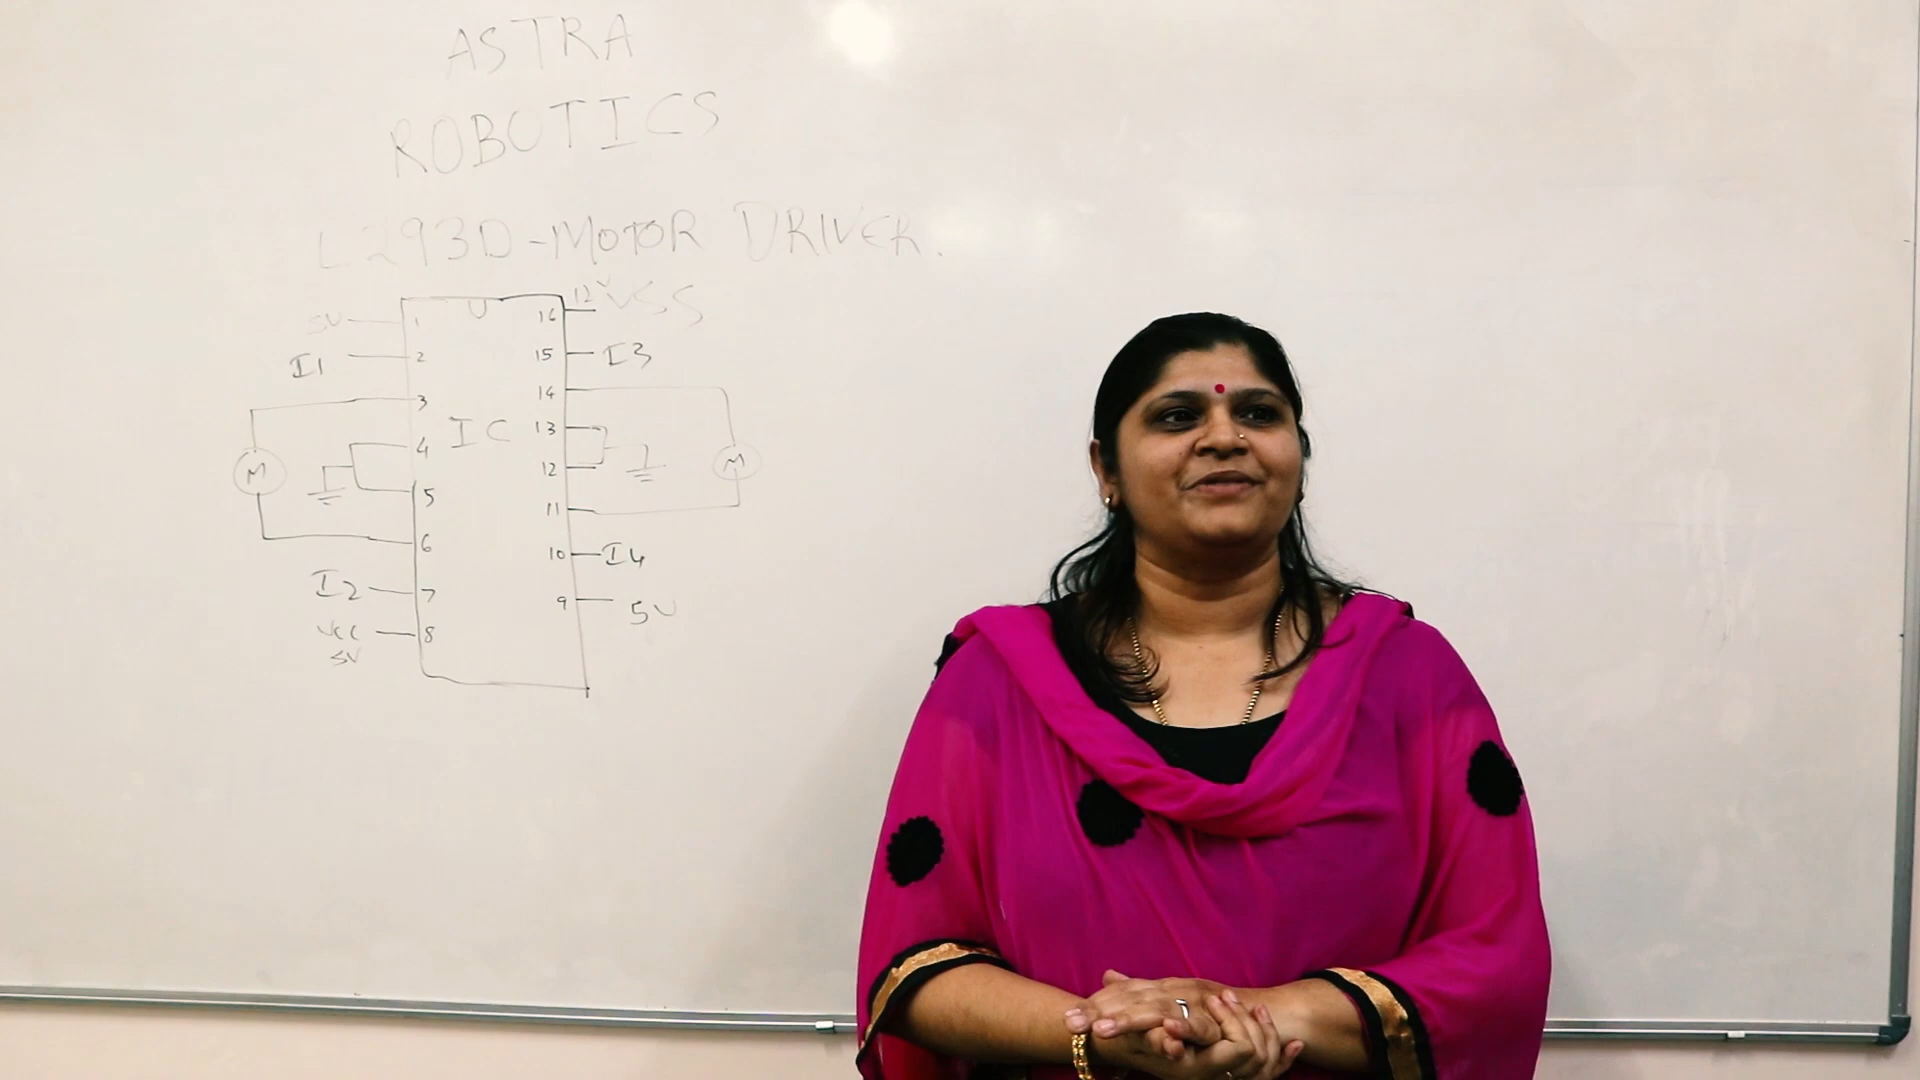 ASTRA
ROBOTICS
L293D-MOTOR DRIVER.
5V 1 U 16 12V VSS
I1 2 15 I3
3 14
IC
4 13
M 12 M
5 11
6 10 I4
I2 7 9 5V
VCC 8
5V